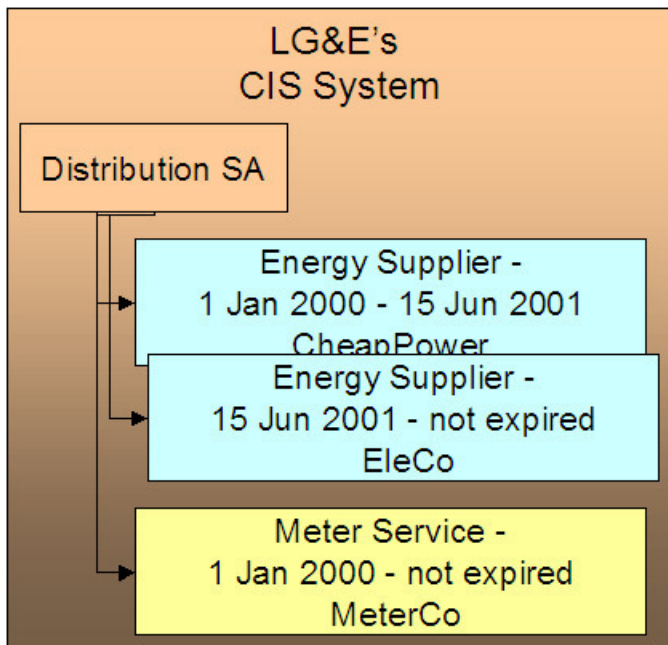 LG&E's
CIS System
Distribution SA
Energy Supplier -
1 Jan 2000 - 15 Jun 2001
CheapPower
Energy Supplier -
15 Jun 2001 - not expired
EleCo
Meter Service -
1 Jan 2000 - not expired
MeterCo